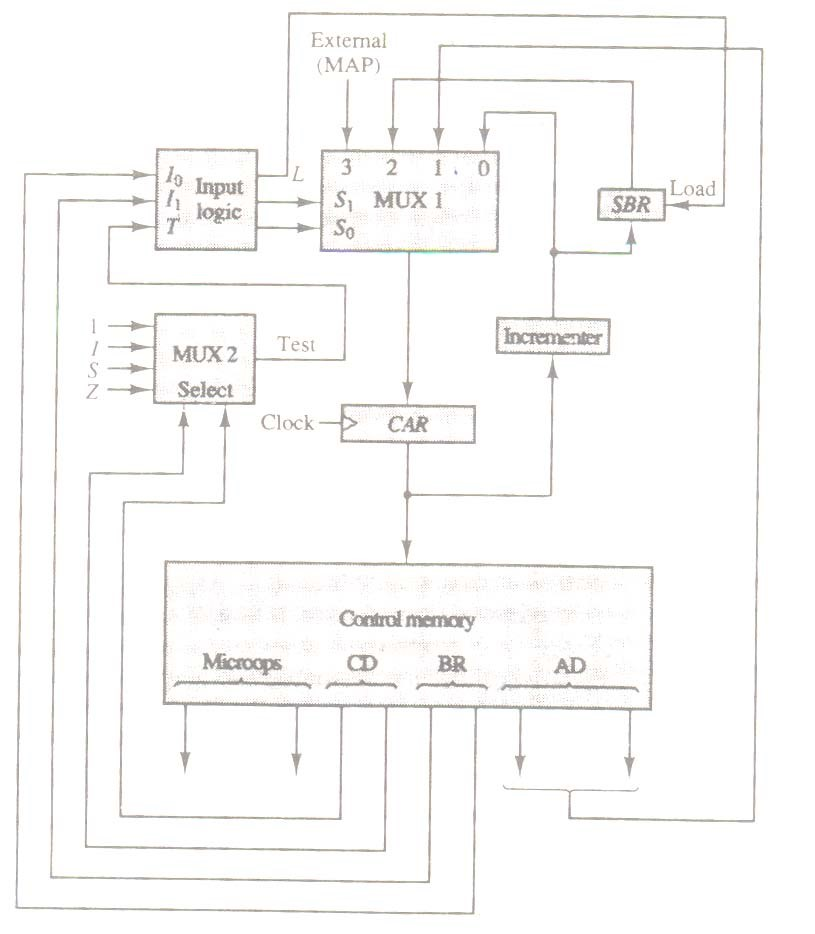 External
(MAP)
3 2 1 0
I0 Input L
I1 logic
T
S1 MUX 1
S0
Load
SBR
1
I
S
Z
MUX 2
Select
Test
Incrementer
Clock
CAR
Control memory
Microops CD BR AD